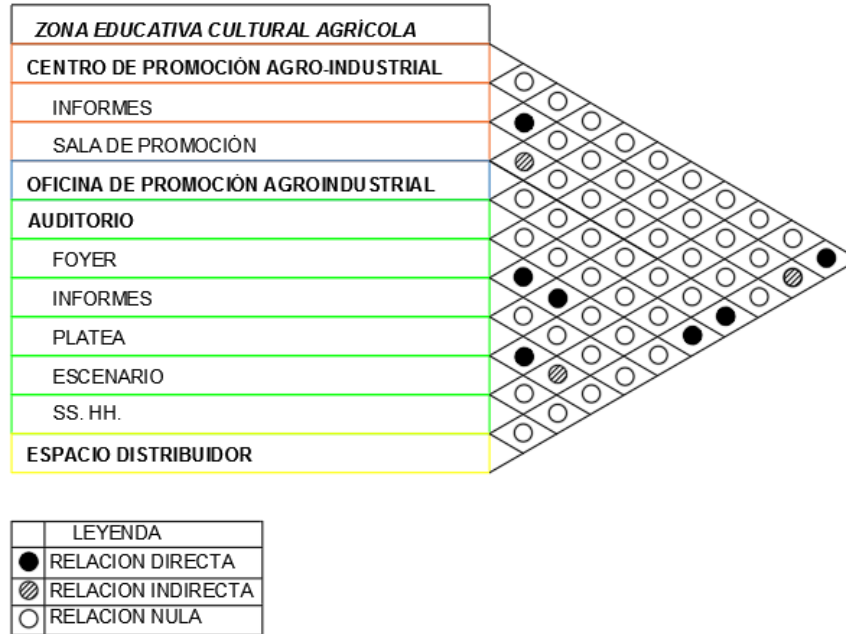 ZONA EDUCATIVA CULTURAL AGRÍCOLA
CENTRO DE PROMOCIÓN AGRO-INDUSTRIAL
INFORMES
SALA DE PROMOCIÓN
OFICINA DE PROMOCIÓN AGROINDUSTRIAL
AUDITORIO
FOYER
INFORMES
PLATEA
ESCENARIO
SS. HH.
ESPACIO DISTRIBUIDOR
LEYENDA
RELACION DIRECTA
RELACION INDIRECTA
RELACION NULA